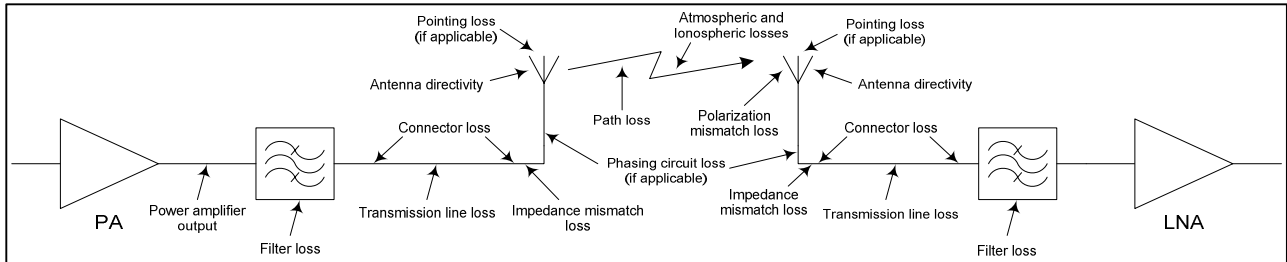 Pointing loss
(if applicable)
Atmospheric and
Ionospheric losses
Pointing loss
(if applicable)
Antenna directivity
Antenna directivity
Path loss
Polarization
mismatch loss
Connector loss
Connector loss
Phasing circuit loss
(if applicable)
PA
Power amplifier
output
Filter loss
Transmission line loss
Impedance mismatch
loss
Impedance
mismatch loss
Transmission line loss
Filter loss
LNA